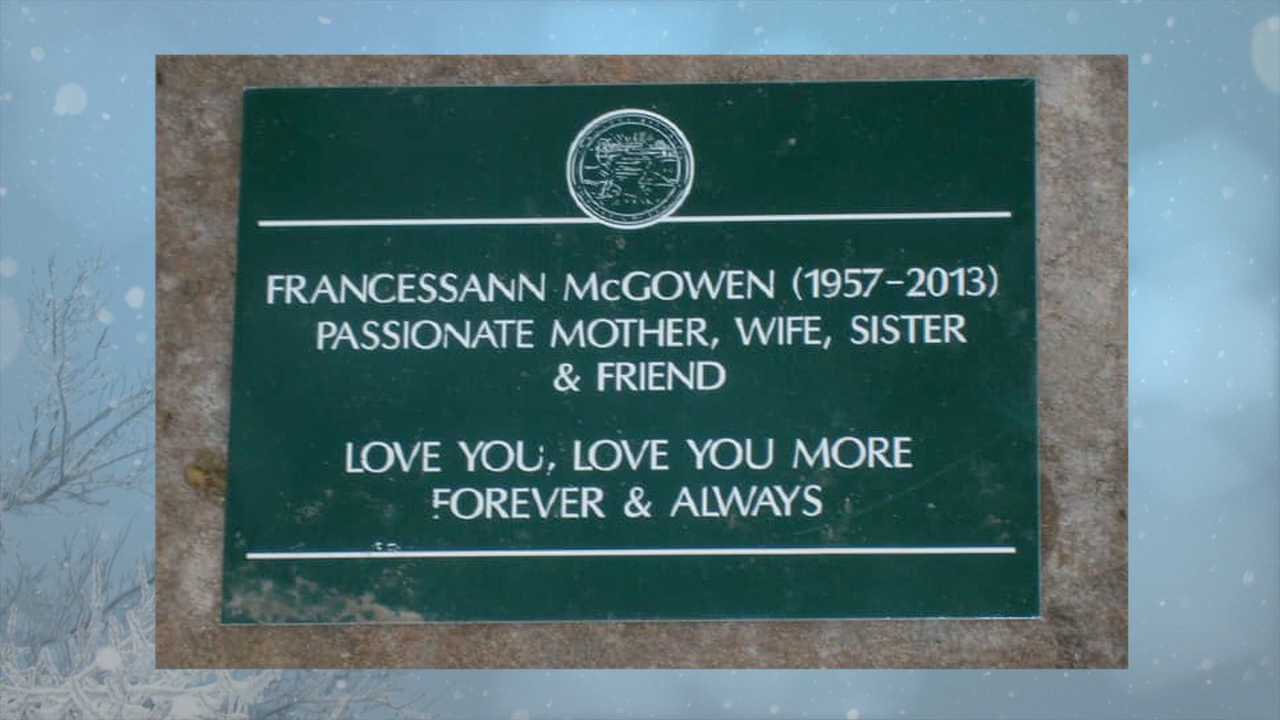 FRANCESSANN McGOWEN (1957-2013)
PASSIONATE MOTHER, WIFE, SISTER
& FRIEND
LOVE YOU, LOVE YOU MORE
FOREVER & ALWAYS